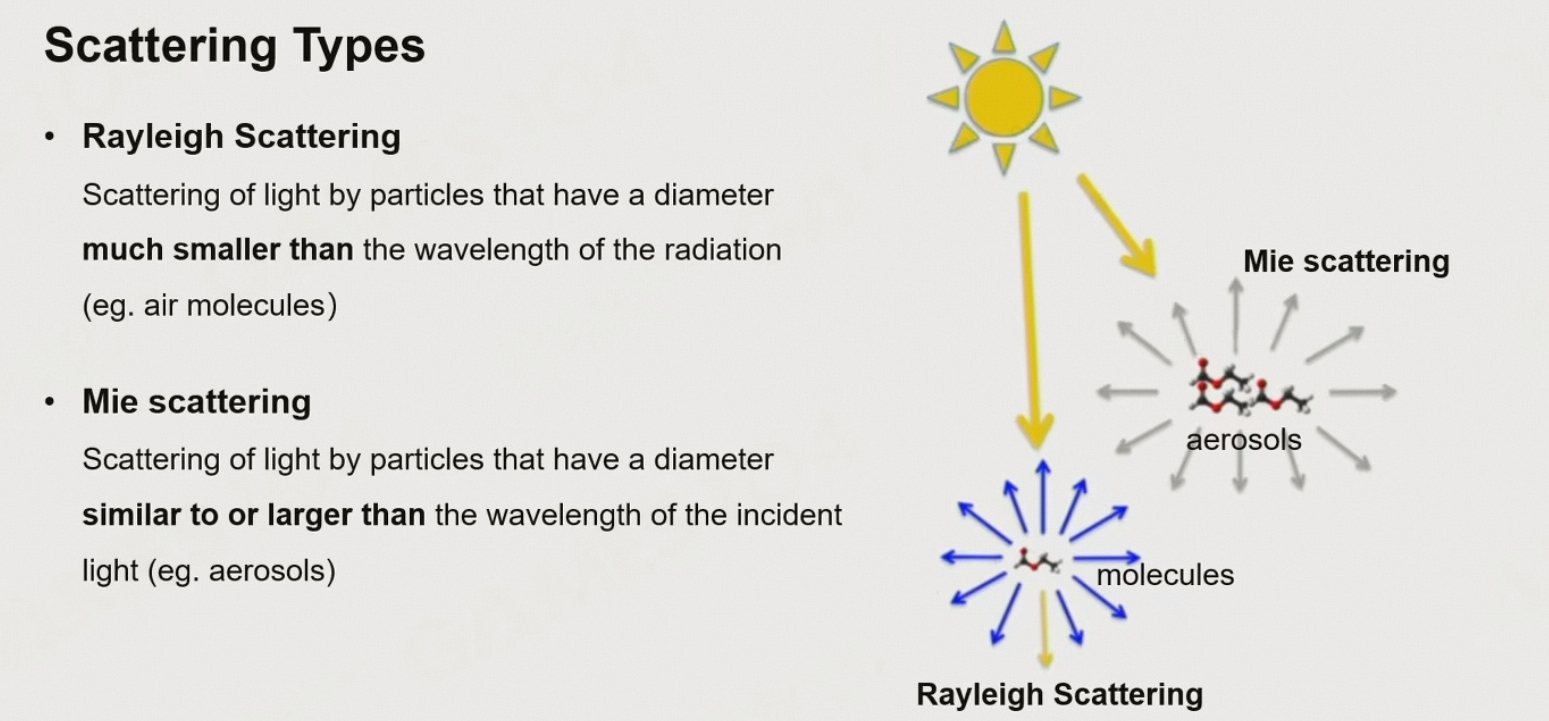 Scattering Types
• Rayleigh Scattering
Scattering of light by particles that have a diameter
much smaller than the wavelength of the radiation
(eg. air molecules)
• Mie scattering
Scattering of light by particles that have a diameter
similar to or larger than the wavelength of the incident
light (eg. aerosols)
Mie scattering
aerosols
molecules
Rayleigh Scattering